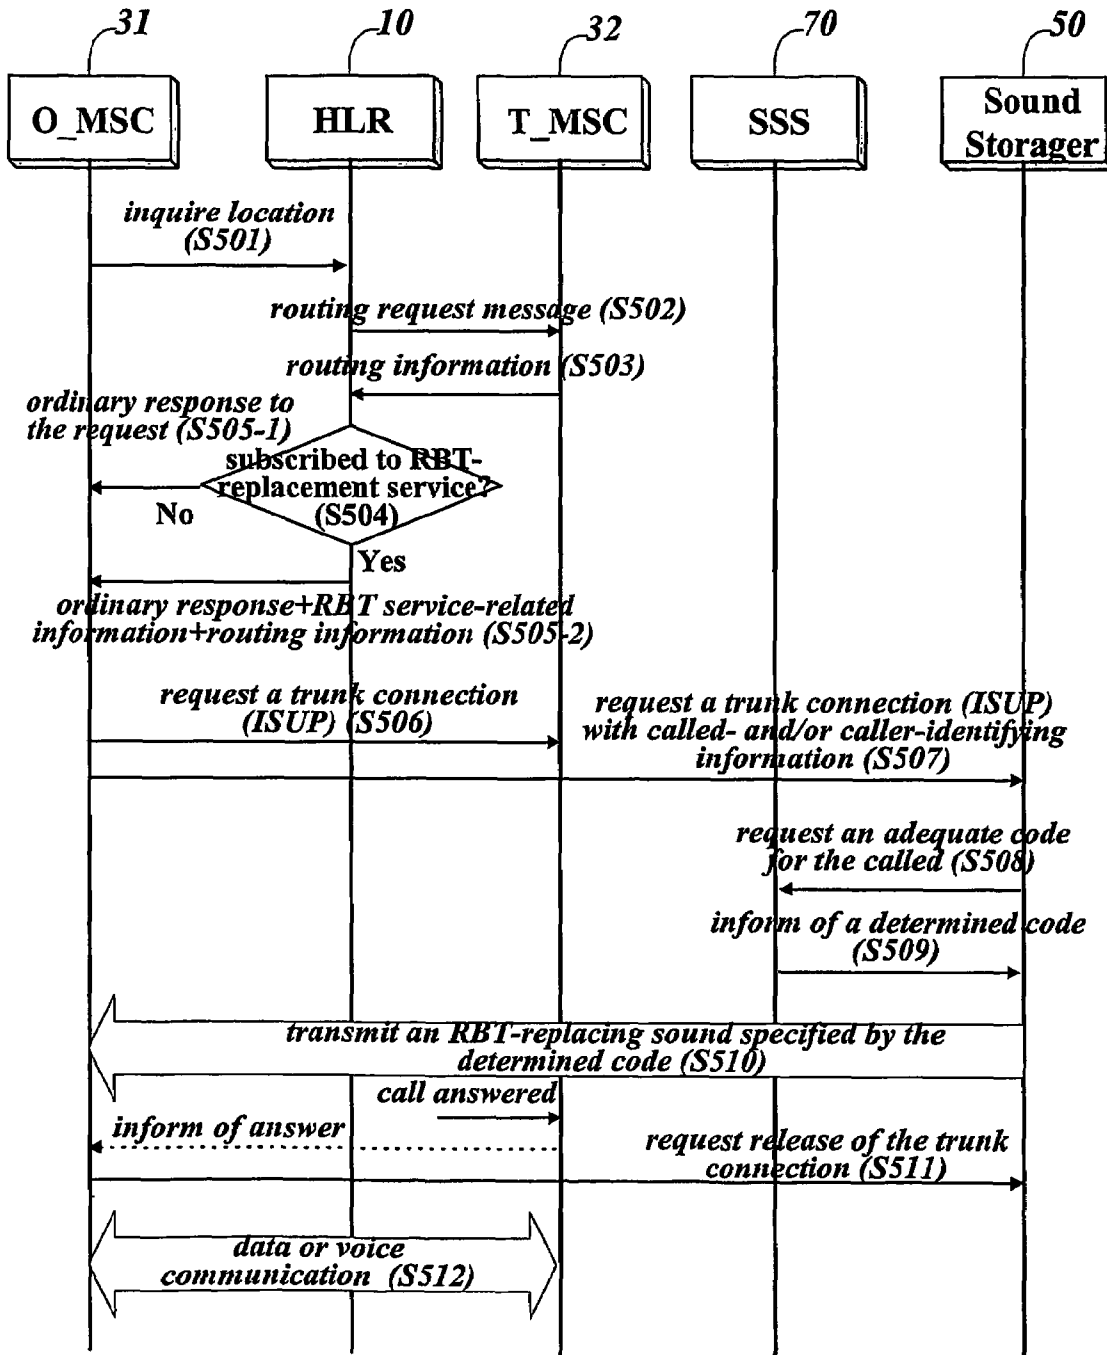 31
10
32
70
50
O_MSC
HLR
T_MSC
SSS
Sound
Storager
inquire location
(S501)
routing request message (S502)
routing information (S503)
ordinary response to
the request (S505-1)
subscribed to RBT-
replacement service?
(S504)
No
Yes
ordinary response+RBT service-related
information+routing information (S505-2)
request a trunk connection
(ISUP) (S506)
request a trunk connection (ISUP)
with called- and/or caller-identifying
information (S507)
request an adequate code
for the called (S508)
inform of a determined code
(S509)
transmit an RBT-replacing sound specified by the
determined code (S510)
call answered
inform of answer
request release of the trunk
connection (S511)
data or voice
communication (S512)